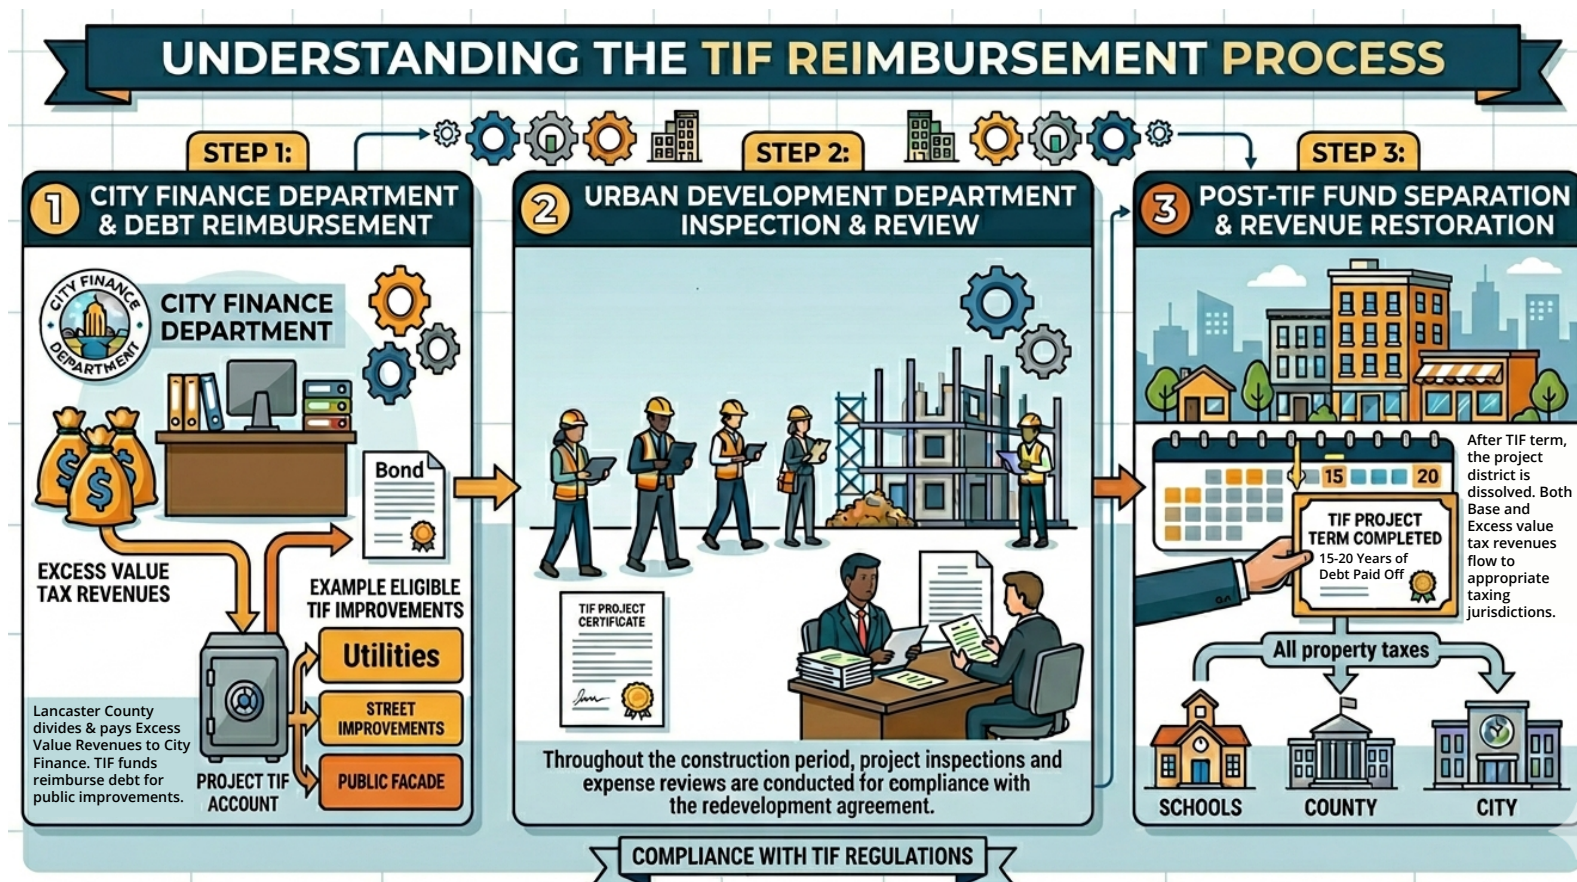 UNDERSTANDING THE TIF REIMBURSEMENT PROCESS
STEP 1:
1
CITY FINANCE DEPARTMENT
& DEBT REIMBURSEMENT
CITY FINANCE
DEPARTMENT
CITY FINANCE
DEPARTMENT
$ $ $
Bond
EXCESS VALUE
TAX REVENUES
EXAMPLE ELIGIBLE
TIF IMPROVEMENTS
Utilities
STREET
IMPROVEMENTS
PUBLIC FACADE
Lancaster County
divides & pays Excess
Value Revenues to City
Finance. TIF funds
reimburse debt for
public improvements.
PROJECT TIF
ACCOUNT
STEP 2:
2
URBAN DEVELOPMENT DEPARTMENT
INSPECTION & REVIEW
TIF PROJECT
CERTIFICATE
Throughout the construction period, project inspections and
expense reviews are conducted for compliance with
the redevelopment agreement.
STEP 3:
3
POST-TIF FUND SEPARATION
& REVENUE RESTORATION
15
20
TIF PROJECT
TERM COMPLETED
15-20 Years of
Debt Paid Off
After TIF term,
the project
district is
dissolved. Both
Base and
Excess value
tax revenues
flow to
appropriate
taxing
jurisdictions.
All property taxes
SCHOOLS
COUNTY
CITY
COMPLIANCE WITH TIF REGULATIONS